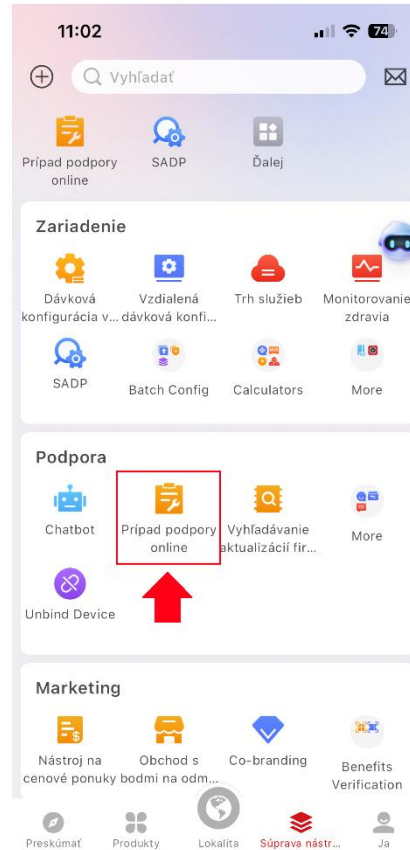 11:02
74
Vyhľadať
Prípad podpory
online
SADP
Ďalej
Zariadenie
Dávková
konfigurácia v...
Vzdialená
dávková konfi...
Trh služieb
Monitorovanie
zdravia
SADP
Batch Config
Calculators
More
Podpora
Chatbot
Prípad podpory
online
Vyhľadávanie
aktualizácií fir...
More
Unbind Device
Marketing
Nástroj na
cenové ponuky
Obchod s
bodmi na odm...
Co-branding
Benefits
Verification
Preskúmať
Produkty
Lokalita
Súprava nástr...
Ja